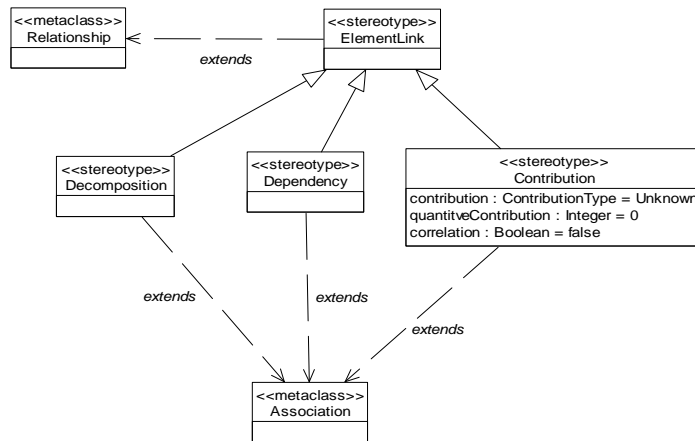 <<metaclass>>
Relationship
<<stereotype>>
ElementLink
extends
<<stereotype>>
Decomposition
<<stereotype>>
Dependency
<<stereotype>>
Contribution
contribution : ContributionType = Unknown
quantitveContribution : Integer = 0
correlation : Boolean = false
extends
extends
extends
<<metaclass>>
Association